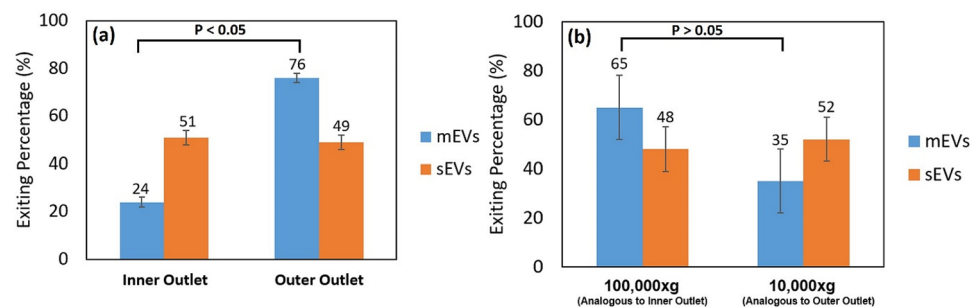 (a)
P < 0.05
Exiting Percentage (%)
100
80
60
40
20
0
24
51
76
49
Inner Outlet
Outer Outlet
mEVs
sEVs
(b)
P > 0.05
Exiting Percentage (%)
100
80
60
40
20
0
65
48
35
52
100,000xg
(Analogous to Inner Outlet)
10,000xg
(Analogous to Outer Outlet)
mEVs
sEVs